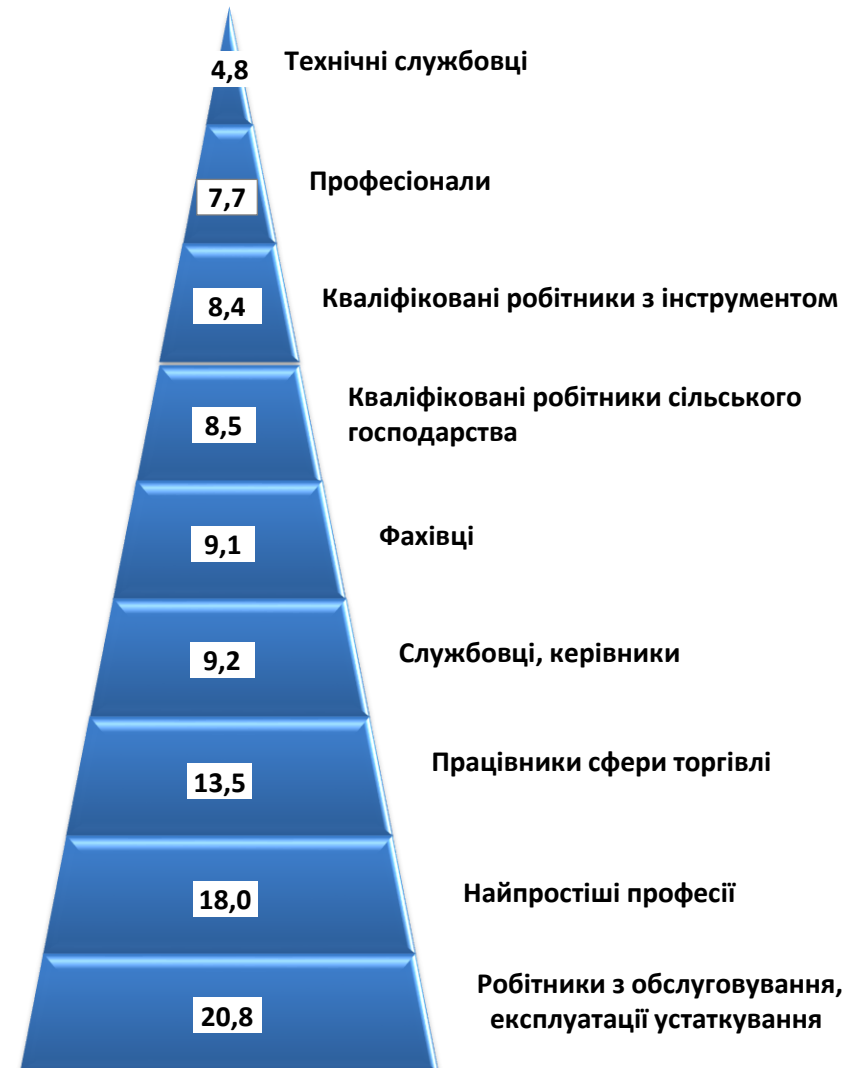 Технічні службовці
4,8
Професіонали
7,7
Кваліфіковані робітники з інструментом
8,4
Кваліфіковані робітники сільського
господарства
8,5
Фахівці
9,1
Службовці, керівники
9,2
Працівники сфери торгівлі
13,5
Найпростіші професії
18,0
Робітники з обслуговування,
експлуатації устаткування
20,8